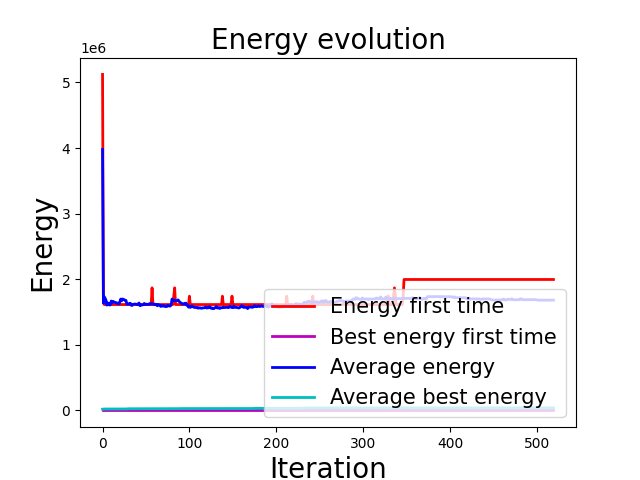 Energy evolution
1e6
5
4
3
2
1
0
Energy
0 100 200 300 400 500
Iteration
Energy first time
Best energy first time
Average energy
Average best energy